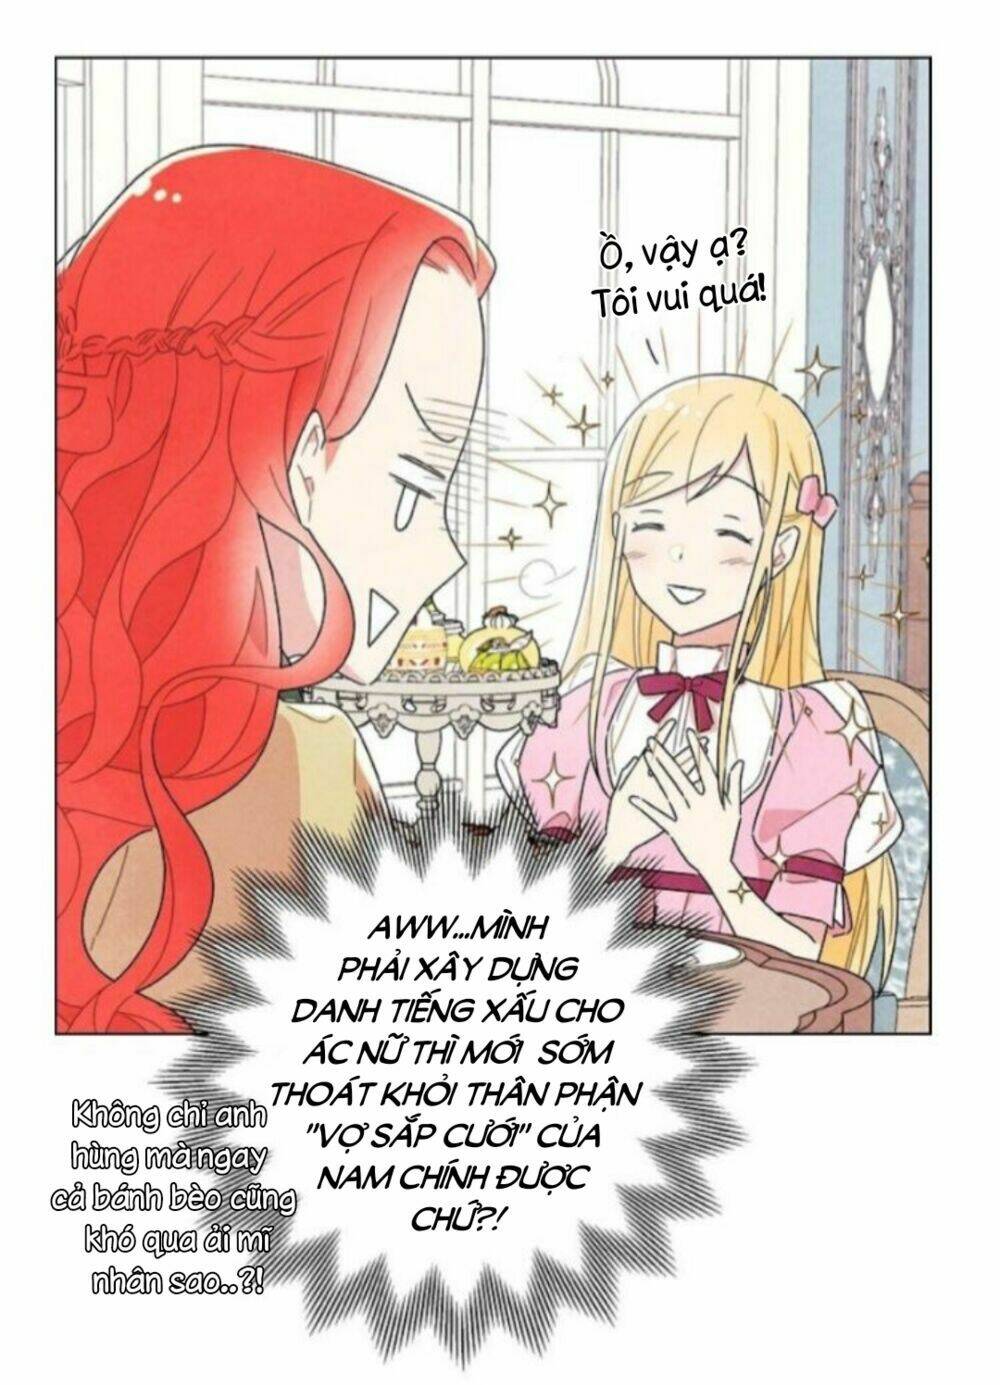 Ồ, vậy ạ?
Tôi vui quá!
AWW...MÌNH
PHẢI XÂY DỰNG
DANH TIẾNG XẤU CHO
ÁC NỮ THÌ MỚI SỚM
THOÁT KHỎI THÂN PHẬN
"VỢ SẮP CƯỚI" CỦA
NAM CHÍNH ĐƯỢC
CHỨ?!
Không chỉ anh
hùng mà ngay
cả bánh bèo cũng
khó qua ải mĩ
nhân sao..?!